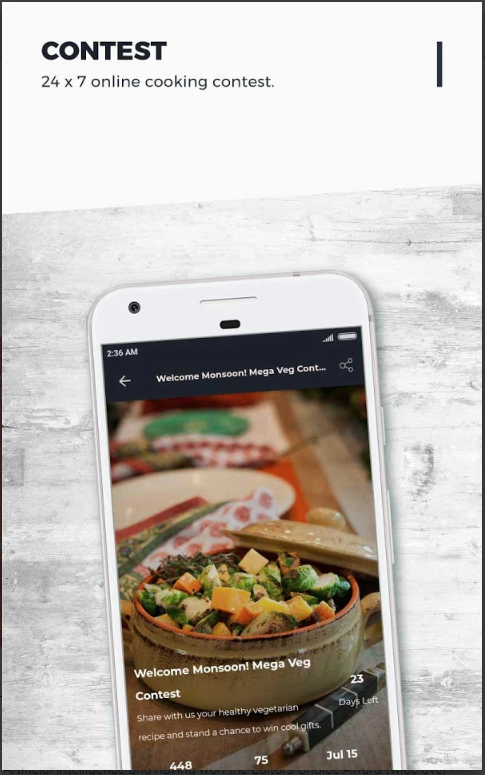 CONTEST
24 x 7 online cooking contest.
2:36 AM
Welcome Monsoon! Mega Veg Cont...
Welcome Monsoon! Mega Veg
Contest
23
Days Left
Share with us your healthy vegetarian
recipe and stand a chance to win cool gifts.
448
75
Jul 15